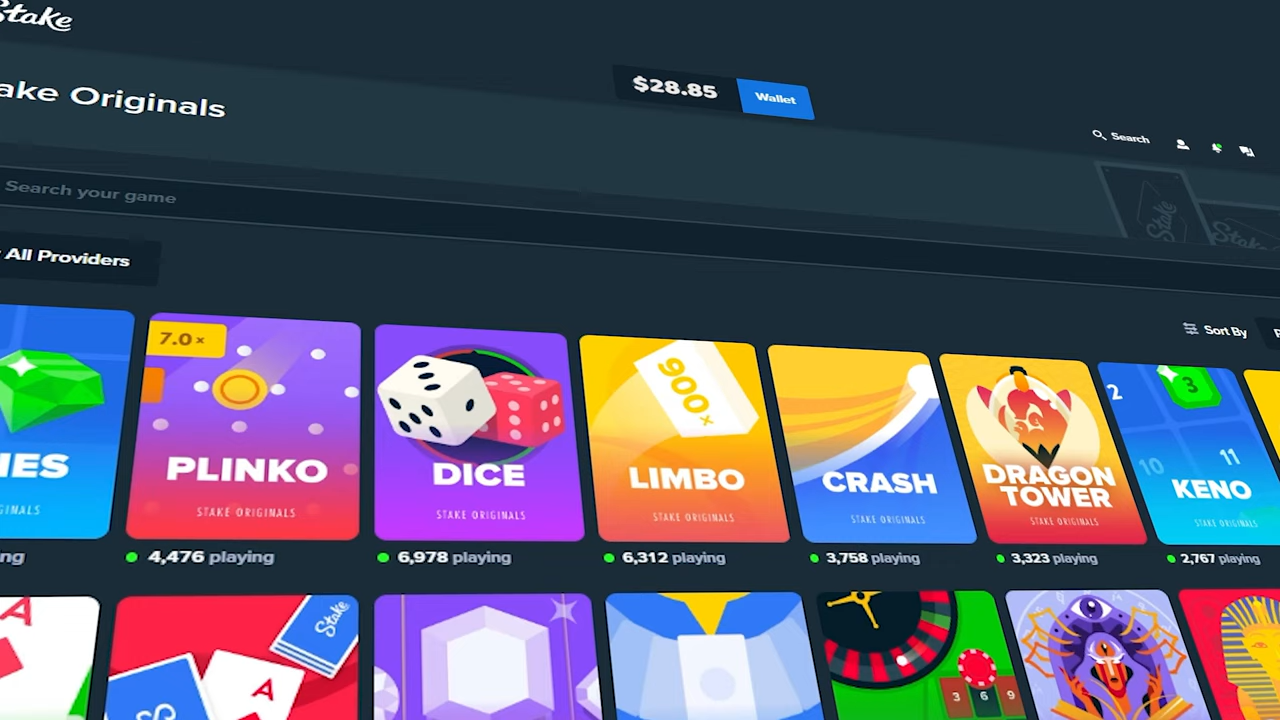 Stake
ake Originals
$28.85
Wallet
Search
Search your game
All Providers
Sort By
Stake
Stake
IES
GINALS
ng
7.0×
PLINKO
STAKE ORIGINALS
4,476 playing
DICE
STAKE ORIGINALS
6,978 playing
900×
LIMBO
STAKE ORIGINALS
6,312 playing
CRASH
STAKE ORIGINALS
3,758 playing
DRAGON
TOWER
STAKE ORIGINALS
3,323 playing
2
3
10
11
KENO
STAKE ORIGINALS
2,767 playing
A
A
Stake
3 6 9